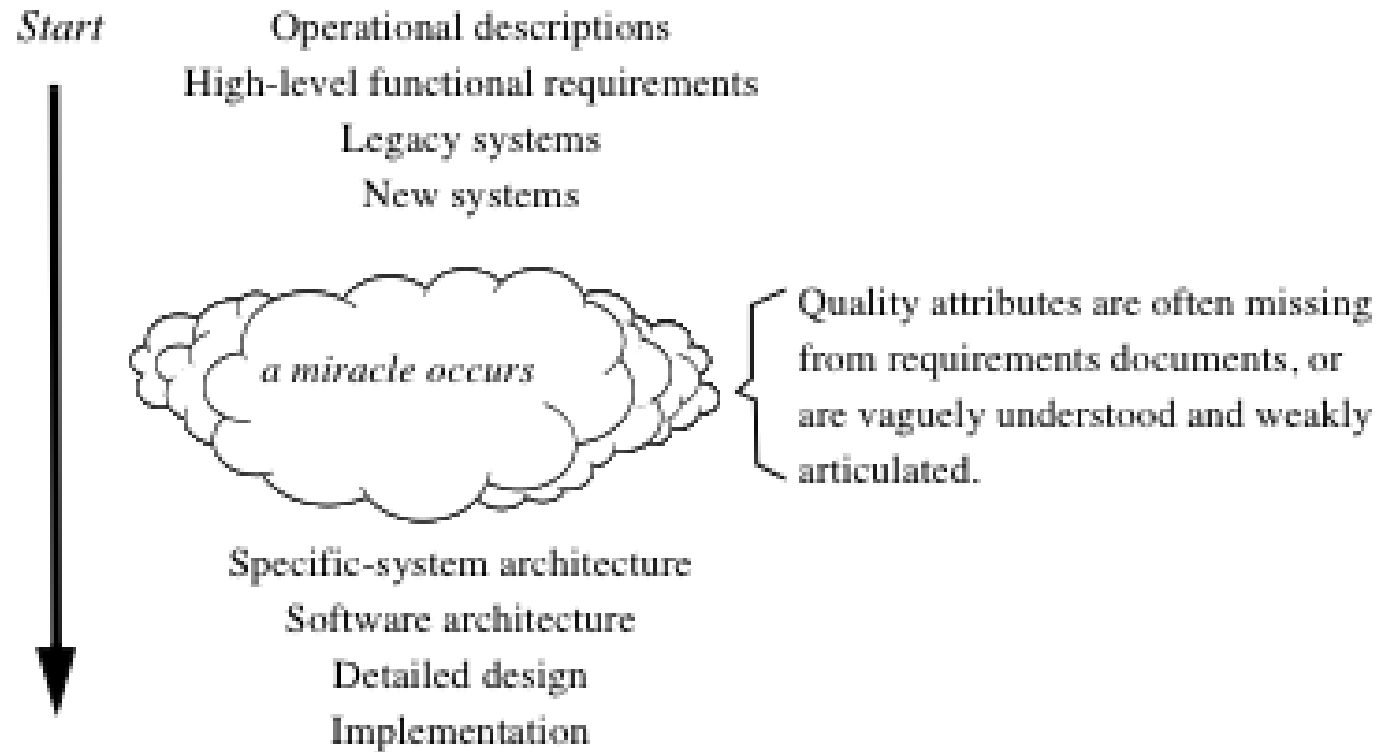 Start
Operational descriptions
High-level functional requirements
Legacy systems
New systems
a miracle occurs
Quality attributes are often missing
from requirements documents, or
are vaguely understood and weakly
articulated.
Specific-system architecture
Software architecture
Detailed design
Implementation